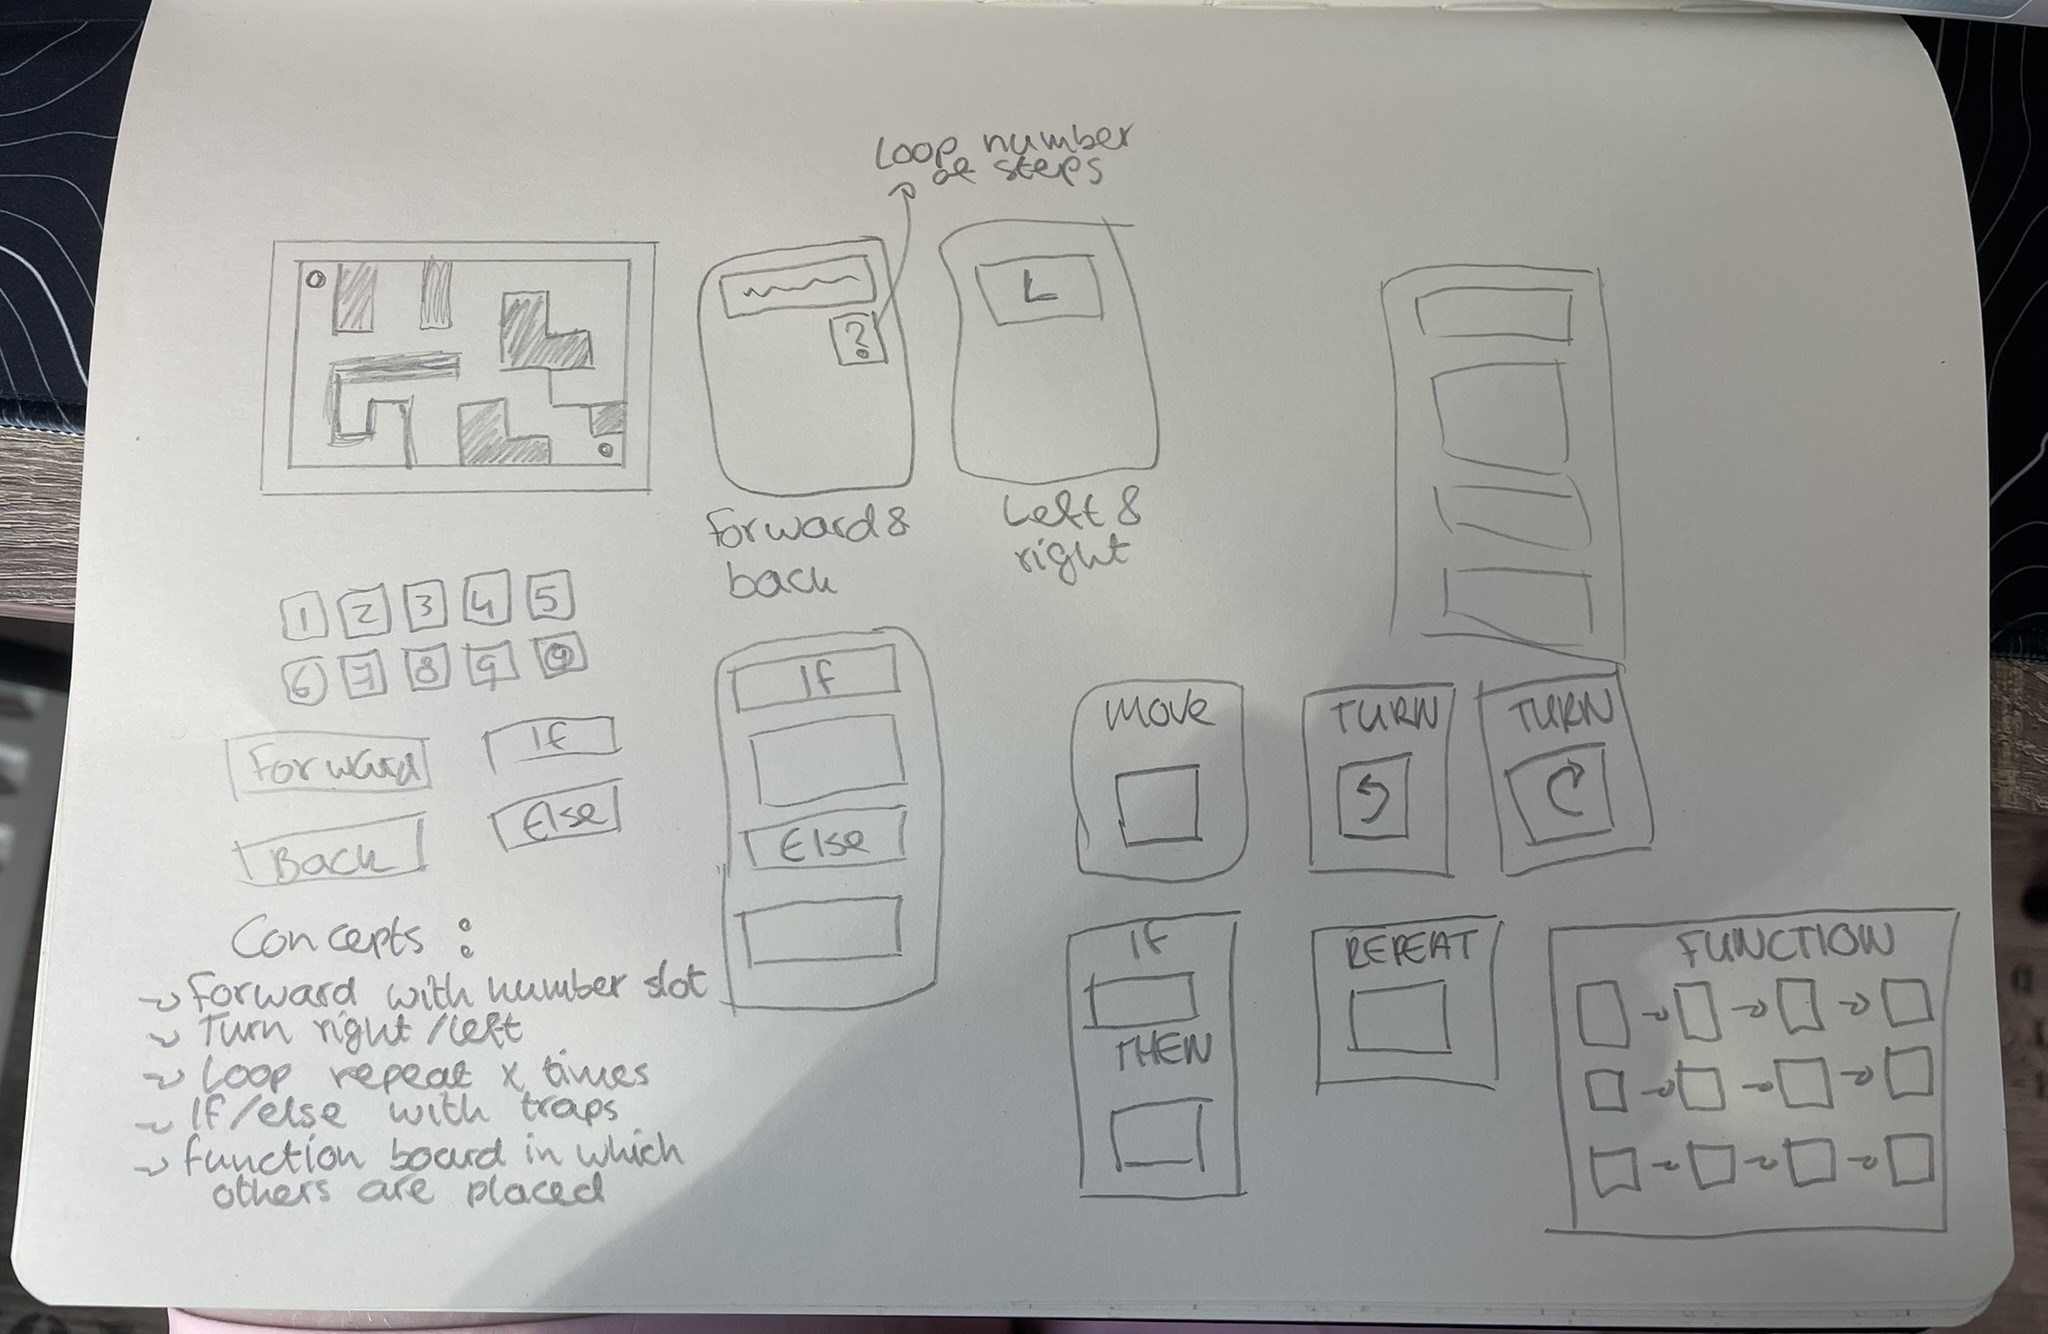 Loop number
of steps
?
L
Forward &
back
Left &
right
1 2 3 4 5
6 7 8 9
Forward
If
Back
Else
If
Else
Move
TURN
TURN
IF
THEN
REPEAT
FUNCTION
Concepts :
Forward with number slot
Turn right/left
Loop repeat x times
If/else with traps
function board in which
others are placed